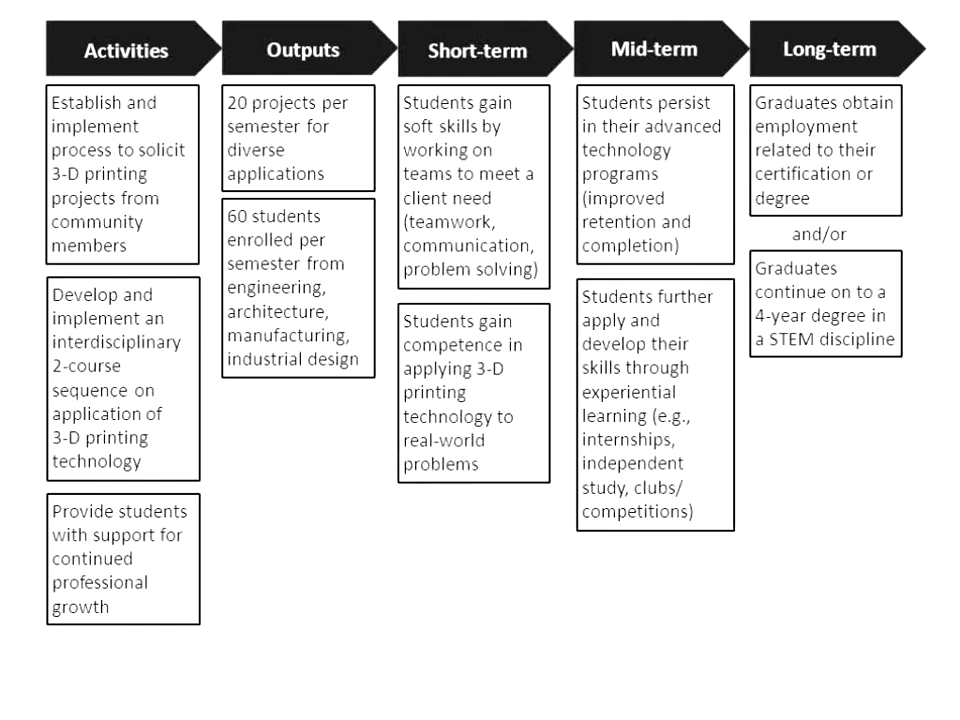 Activities
Outputs
Short-term
Mid-term
Long-term
Establish and
implement
process to solicit
3-D printing
projects from
community
members
Develop and
implement an
interdisciplinary
2-course
sequence on
application of
3-D printing
technology
Provide students
with support for
continued
professional
growth
20 projects per
semester for
diverse
applications
60 students
enrolled per
semester from
engineering,
architecture,
manufacturing,
industrial design
Students gain
soft skills by
working on
teams to meet a
client need
(teamwork,
communication,
problem solving)
Students gain
competence in
applying 3-D
printing
technology to
real-world
problems
Students persist
in their advanced
technology
programs
(improved
retention and
completion)
Students further
apply and
develop their
skills through
experiential
learning (e.g.,
internships,
independent
study, clubs/
competitions)
Graduates obtain
employment
related to their
certification or
degree
and/or
Graduates
continue on to a
4-year degree in
a STEM discipline